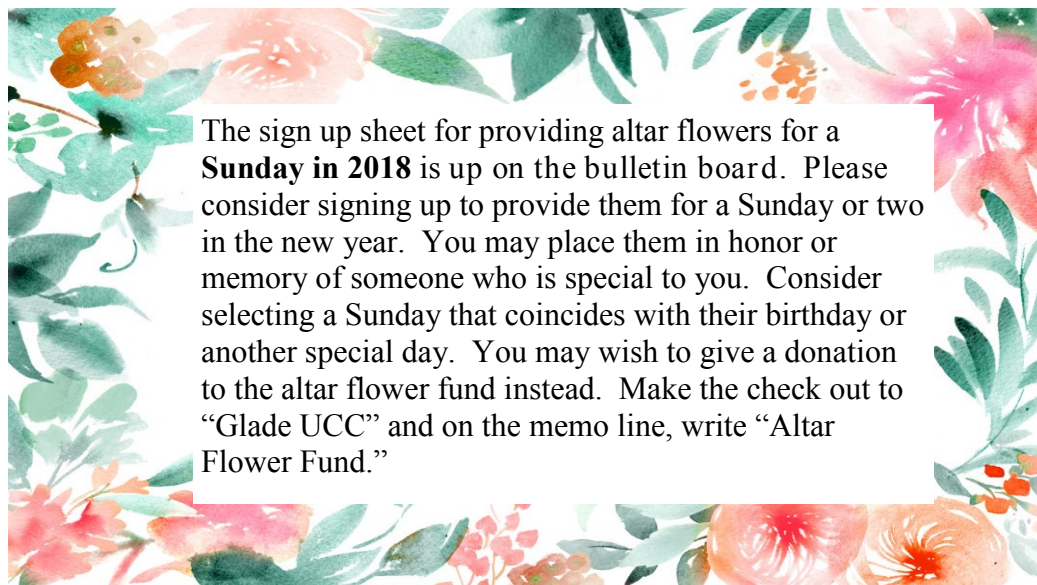 The sign up sheet for providing altar flowers for a
Sunday in 2018 is up on the bulletin board.  Please
consider signing up to provide them for a Sunday or two
in the new year.  You may place them in honor or
memory of someone who is special to you.  Consider
selecting a Sunday that coincides with their birthday or
another special day.  You may wish to give a donation
to the altar flower fund instead.  Make the check out to
“Glade UCC” and on the memo line, write “Altar
Flower Fund.”